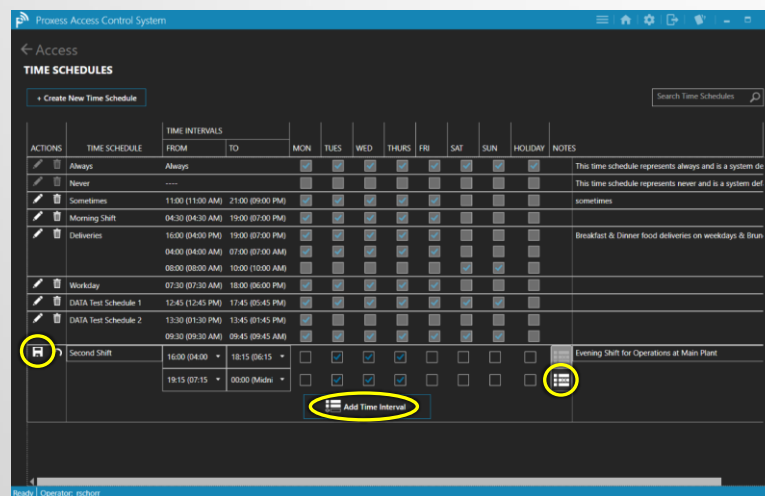 Proxess Access Control System
Access
TIME SCHEDULES
+ Create New Time Schedule
Search Time Schedules
TIME INTERVALS
ACTIONS TIME SCHEDULE FROM TO MON TUES WED THURS FRI SAT SUN HOLIDAY NOTES
Always Always This time schedule represents always and is a system de
Never ---- This time schedule represents never and is a system def
Sometimes 11:00 (11:00 AM) 21:00 (09:00 PM) sometimes
Morning Shift 04:30 (04:30 AM) 19:00 (07:00 PM)
Deliveries 16:00 (04:00 PM) 19:00 (07:00 PM) Breakfast & Dinner food deliveries on weekdays & Brun
04:00 (04:00 AM) 07:00 (07:00 AM)
08:00 (08:00 AM) 10:00 (10:00 AM)
Workday 07:30 (07:30 AM) 18:00 (06:00 PM)
DATA Test Schedule 1 12:45 (12:45 PM) 17:45 (05:45 PM)
DATA Test Schedule 2 13:30 (01:30 PM) 13:45 (01:45 PM)
09:30 (09:30 AM) 09:45 (09:45 AM)
Second Shift 16:00 (04:00 18:15 (06:15 Evening Shift for Operations at Main Plant
19:15 (07:15 00:00 (Midni
Add Time Interval
Ready Operator: rschorr